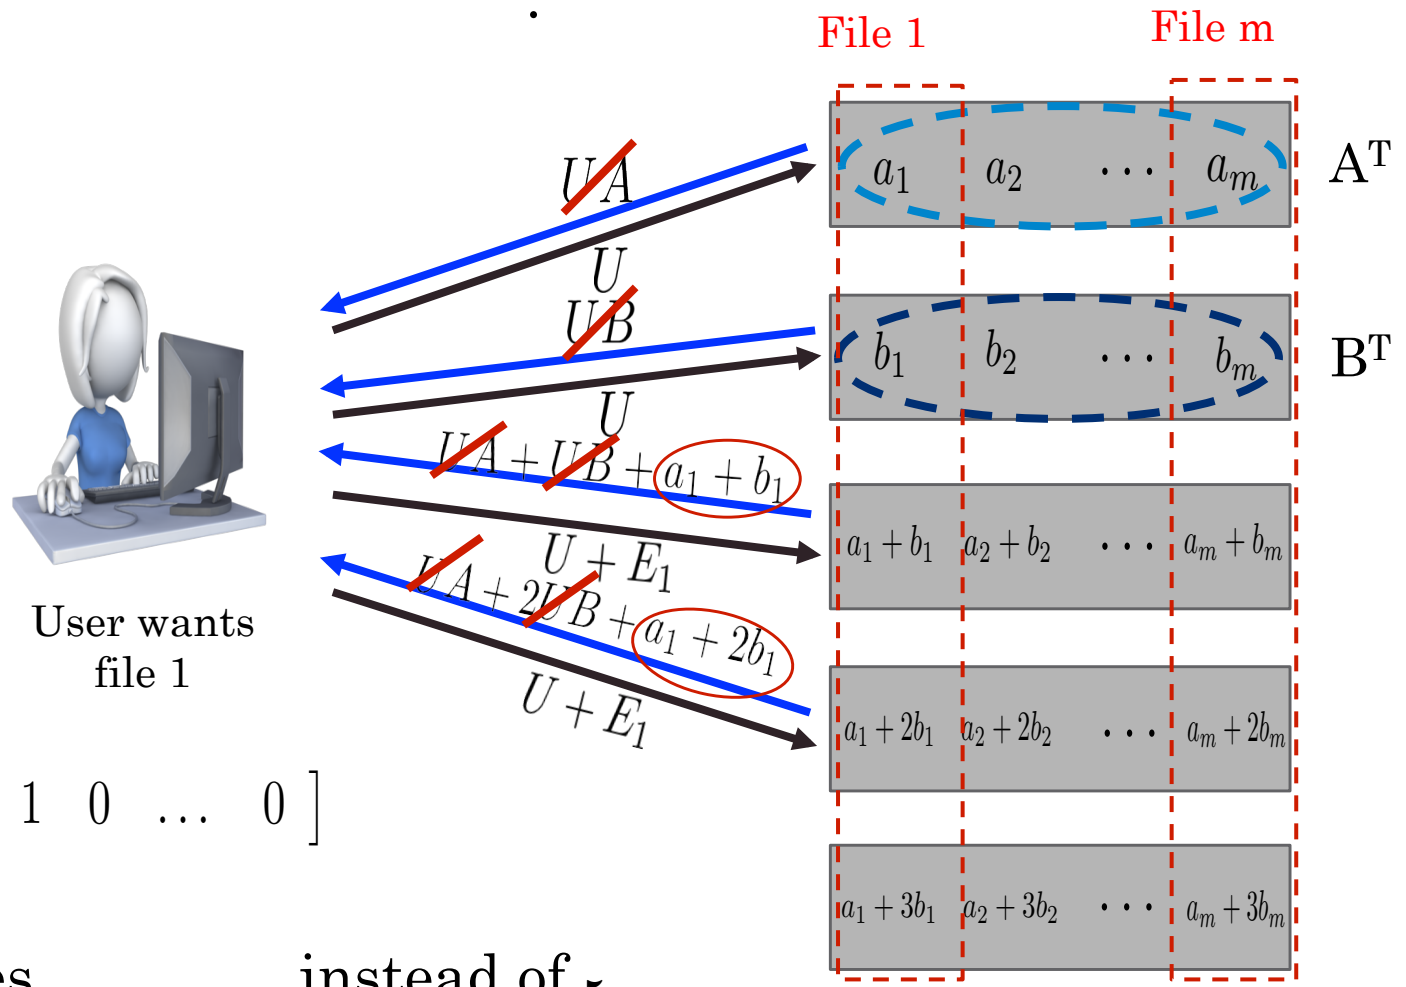 File 1
File m
UA
a₁ a₂ ⋯ aₘ
Aᵀ
U
UB
b₁ b₂ ⋯ bₘ
Bᵀ
U
UA + UB + a₁ + b₁
U + E₁
a₁ + b₁ a₂ + b₂ ⋯ aₘ + bₘ
UA + 2UB + a₁ + 2b₁
U + E₁
a₁ + 2b₁ a₂ + 2b₂ ⋯ aₘ + 2bₘ
User wants
file 1
1 0 … 0 ]
a₁ + 3b₁ a₂ + 3b₂ ⋯ aₘ + 3bₘ
instead of